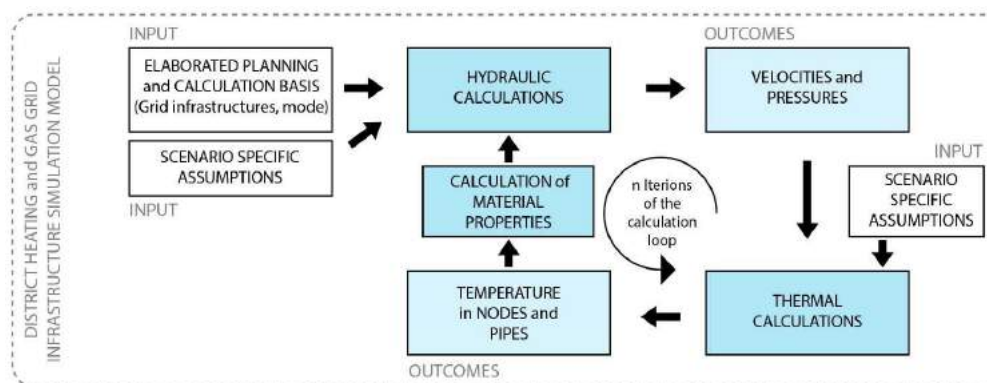 DISTRICT HEATING and GAS GRID
INFRASTRUCTURE SIMULATION MODEL
INPUT
ELABORATED PLANNING
and CALCULATION BASIS
(Grid infrastructures, mode)
SCENARIO SPECIFIC
ASSUMPTIONS
INPUT
HYDRAULIC
CALCULATIONS
OUTCOMES
VELOCITIES and
PRESSURES
CALCULATION of
MATERIAL
PROPERTIES
n Iterions
of the
calculation
loop
INPUT
SCENARIO
SPECIFIC
ASSUMPTIONS
TEMPERATURE
in NODES and
PIPES
OUTCOMES
THERMAL
CALCULATIONS